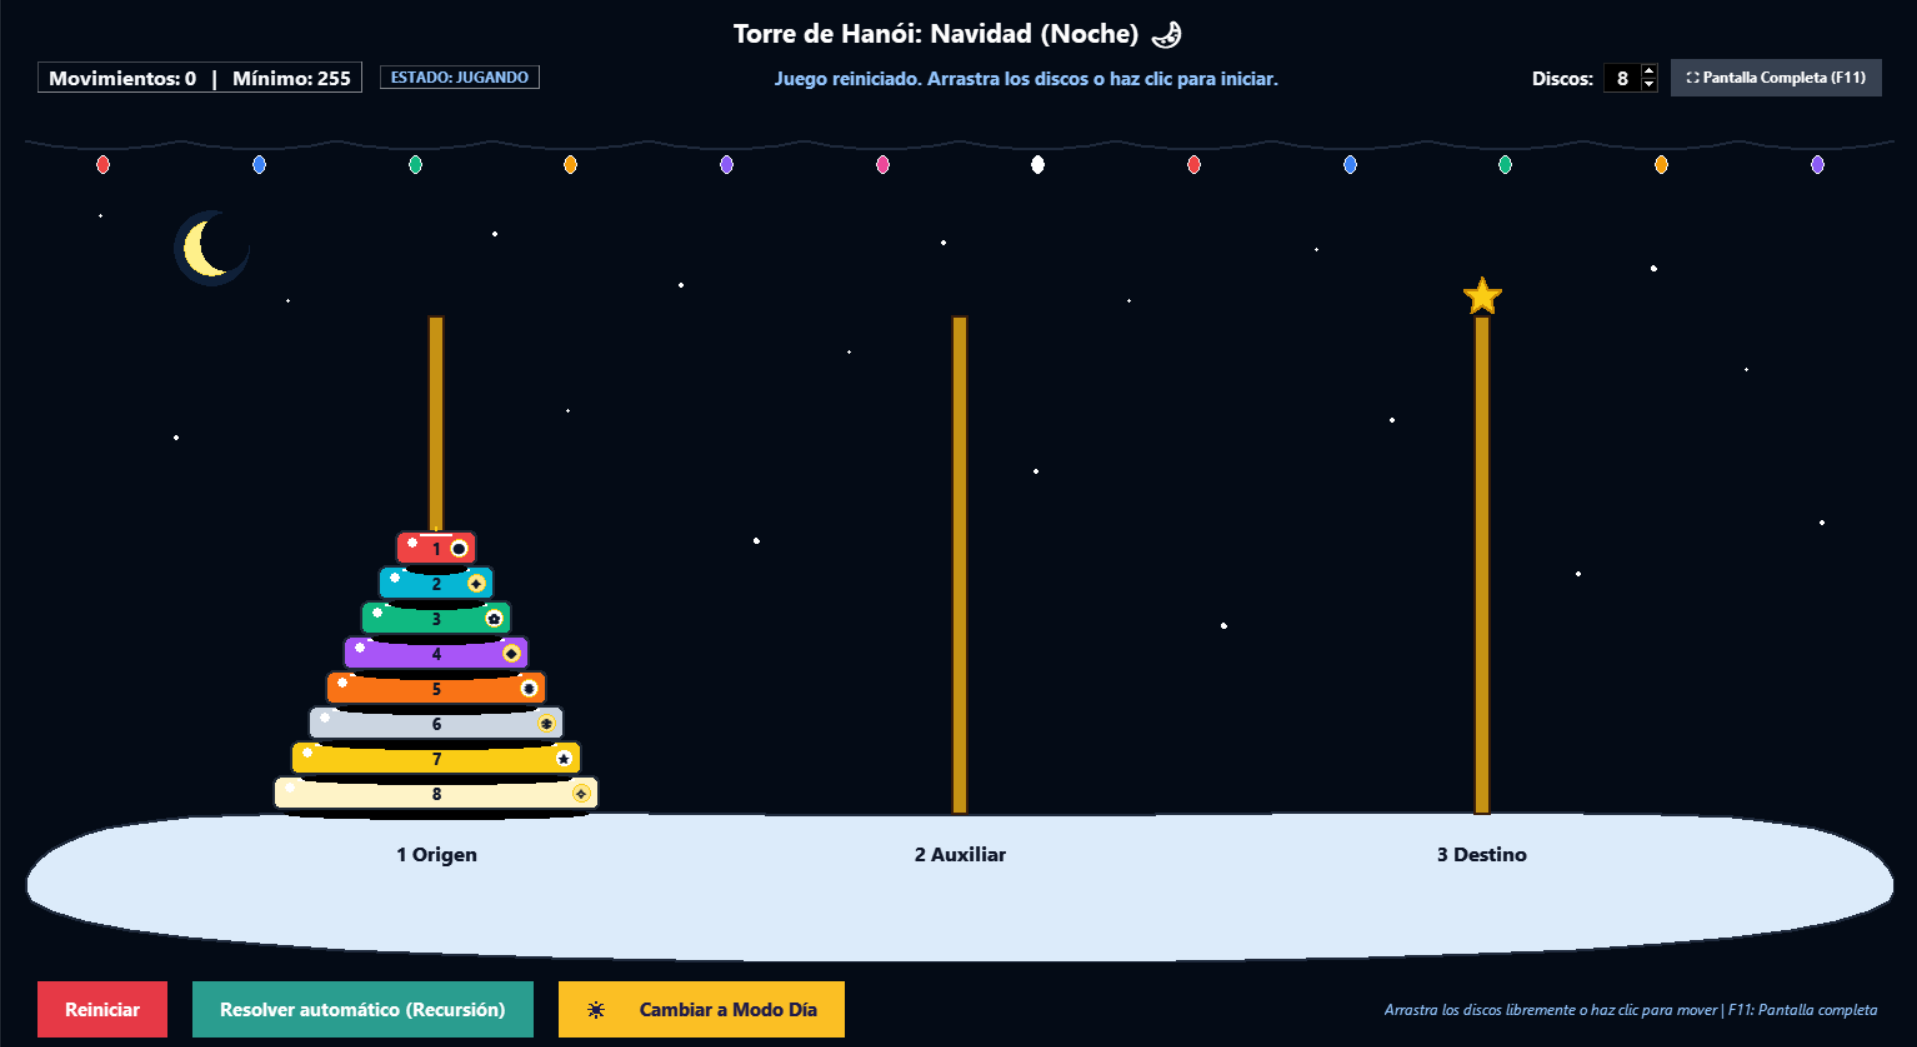 Torre de Hanói: Navidad (Noche) 🌙
Movimientos: 0 | Mínimo: 255
ESTADO: JUGANDO
Juego reiniciado. Arrastra los discos o haz clic para iniciar.
Discos: 8
⛶ Pantalla Completa (F11)
1
2
3
4
5
6
7
8
1 Origen
2 Auxiliar
3 Destino
Reiniciar
Resolver automático (Recursión)
☀ Cambiar a Modo Día
Arrastra los discos libremente o haz clic para mover | F11: Pantalla completa